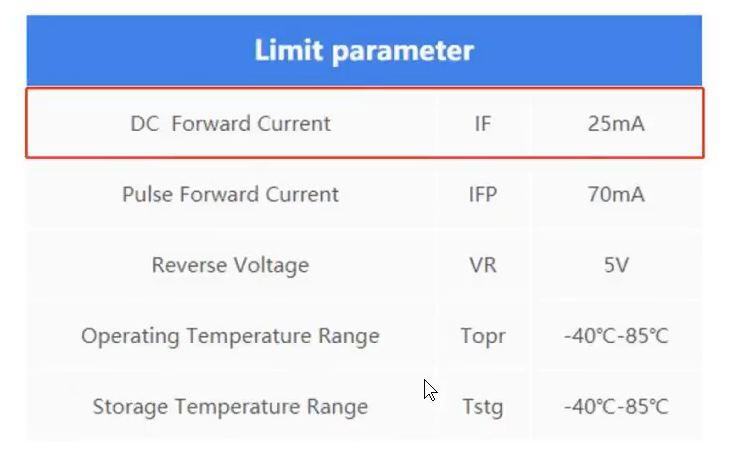 Limit parameter
DC Forward Current IF 25mA
Pulse Forward Current IFP 70mA
Reverse Voltage VR 5V
Operating Temperature Range Topr -40℃-85℃
Storage Temperature Range Tstg -40℃-85℃